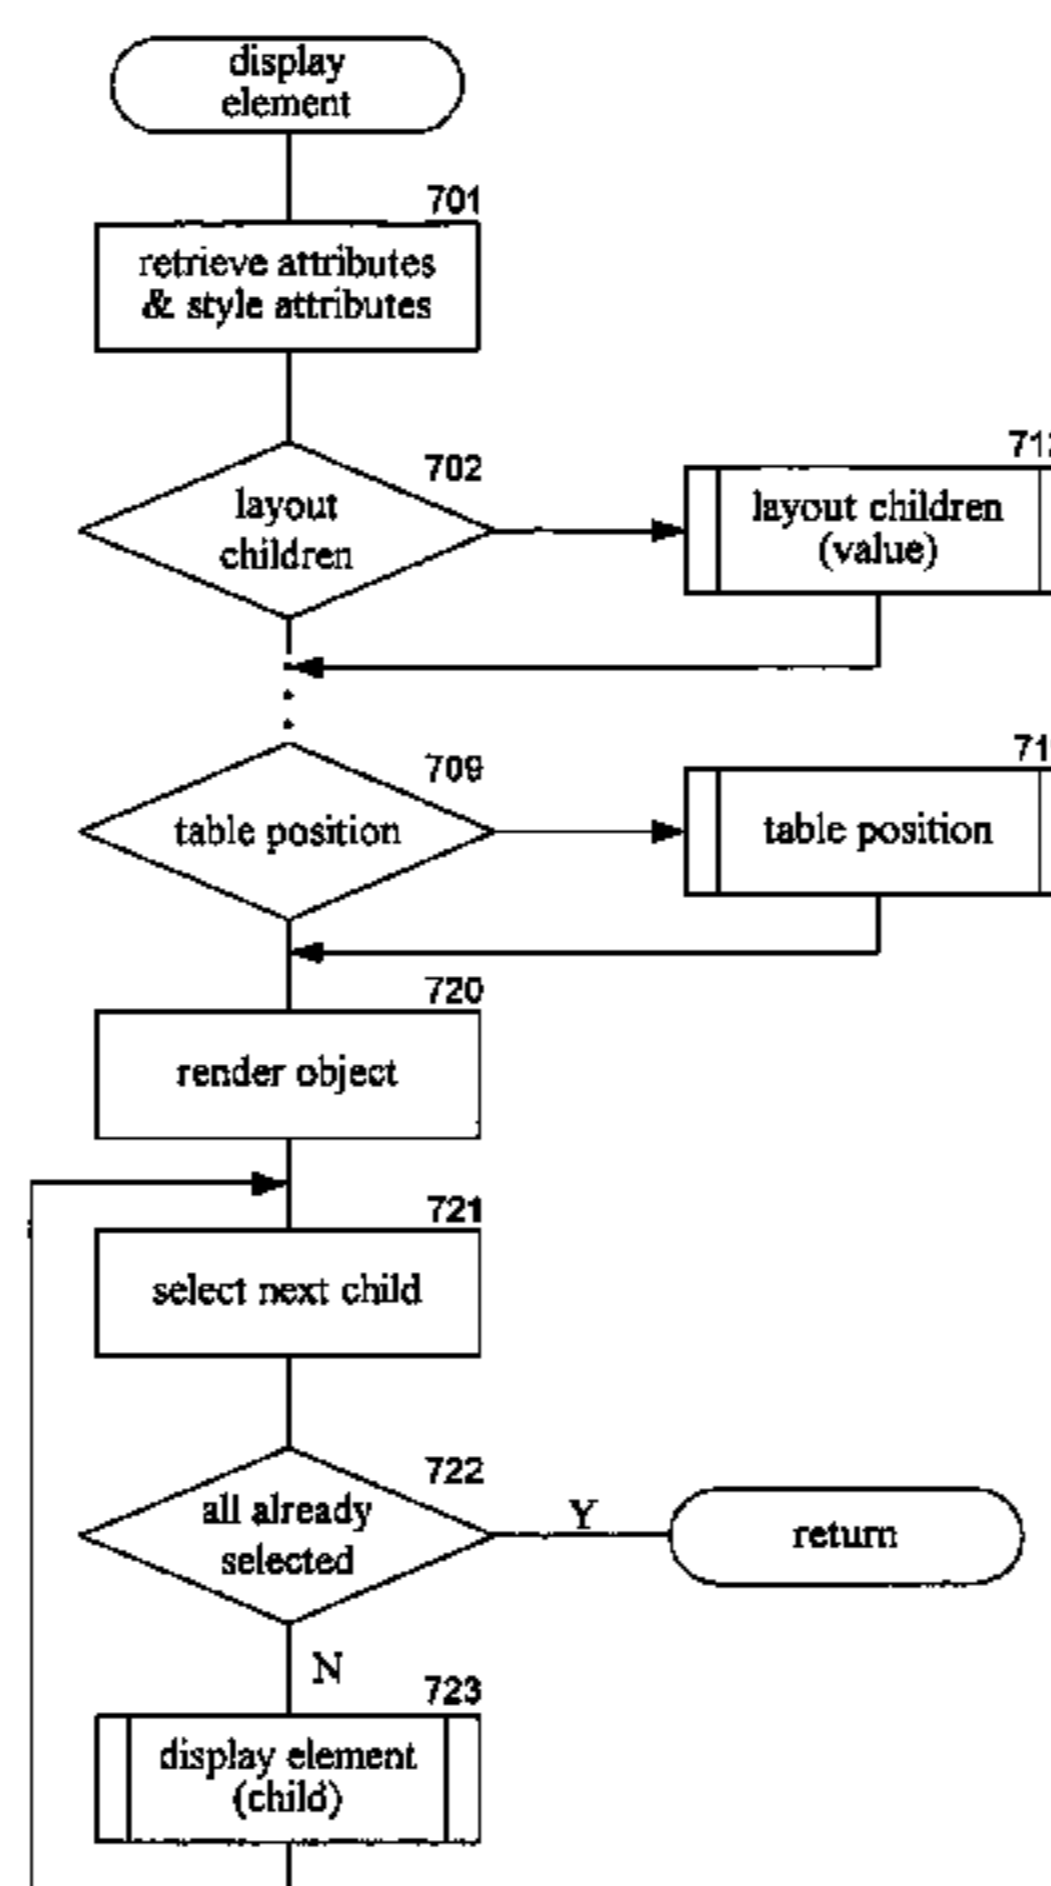 display
element
701
retrieve attributes
& style attributes
702
layout
children
layout children
(value)
709
table position
table position
720
render object
721
select next child
722
all already
selected
Y
return
N
723
display element
(child)